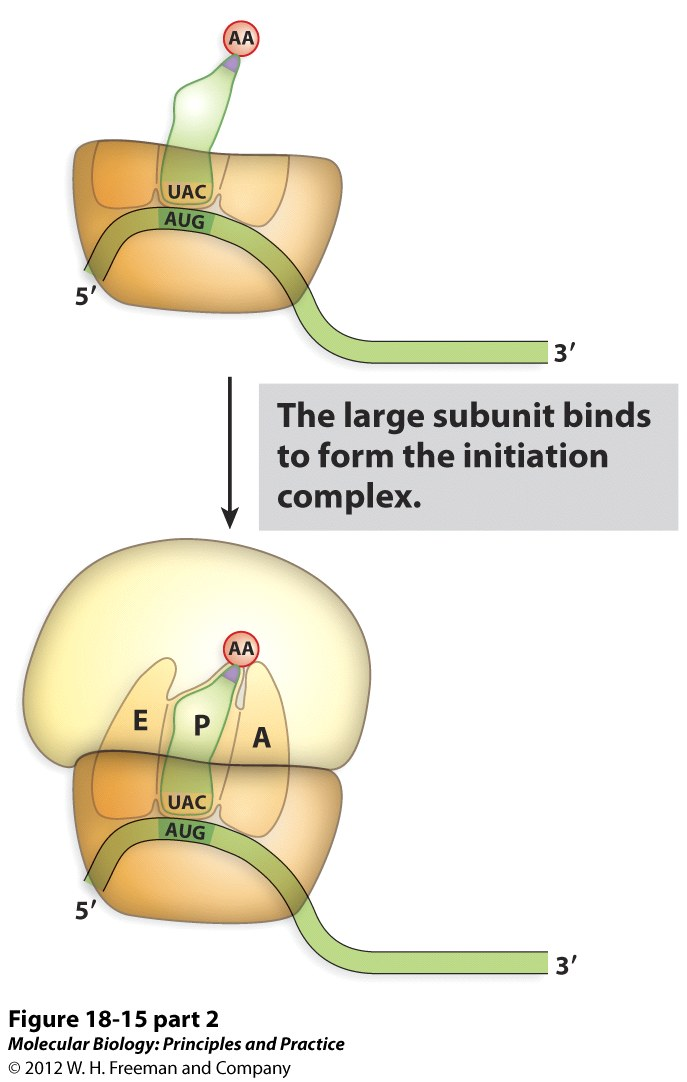 AA
UAC
AUG
5′
3′
The large subunit binds
to form the initiation
complex.
AA
E
P
A
UAC
AUG
5′
3′
Figure 18-15 part 2
Molecular Biology: Principles and Practice
© 2012 W. H. Freeman and Company